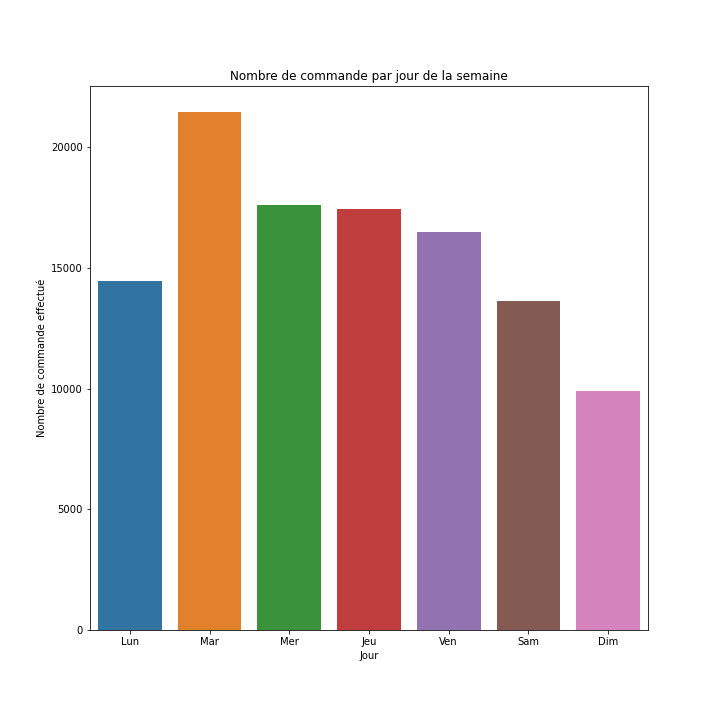 Nombre de commande par jour de la semaine
Nombre de commande effectué
20000
15000
10000
5000
0
Lun Mar Mer Jeu Ven Sam Dim
Jour